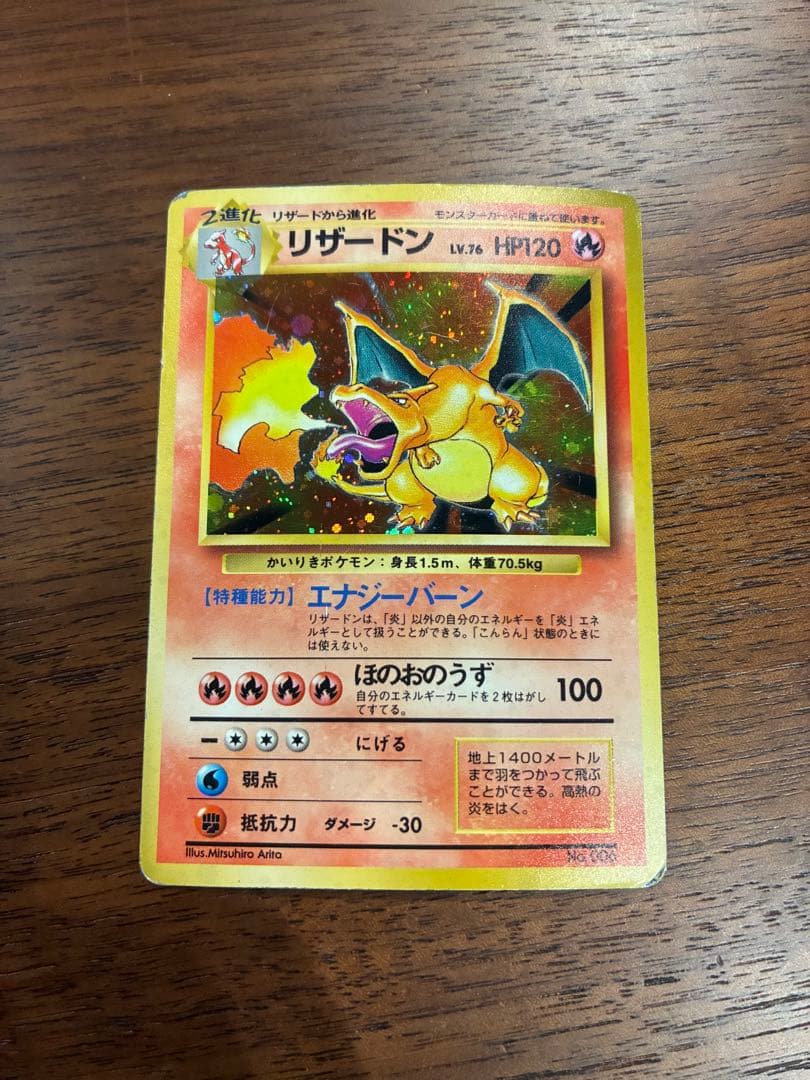 2進化 リザードから進化 モンスターカードに重ねて使います。
リザードン LV.76 HP120
かいりきポケモン：身長1.5m、体重70.5kg
【特種能力】エナジーバーン
リザードンは、「炎」以外の自分のエネルギーを「炎」エネ
ルギーとして扱うことができる。「こんらん」状態のときに
は使えない。
ほのおのうず 100
自分のエネルギーカードを2枚はがし
てすてる。
ー にげる
弱点
抵抗力 ダメージ -30
地上1400メートル
まで羽をつかって飛ぶ
ことができる。高熱の
炎をはく。
Illus.Mitsuhiro Arita No.006